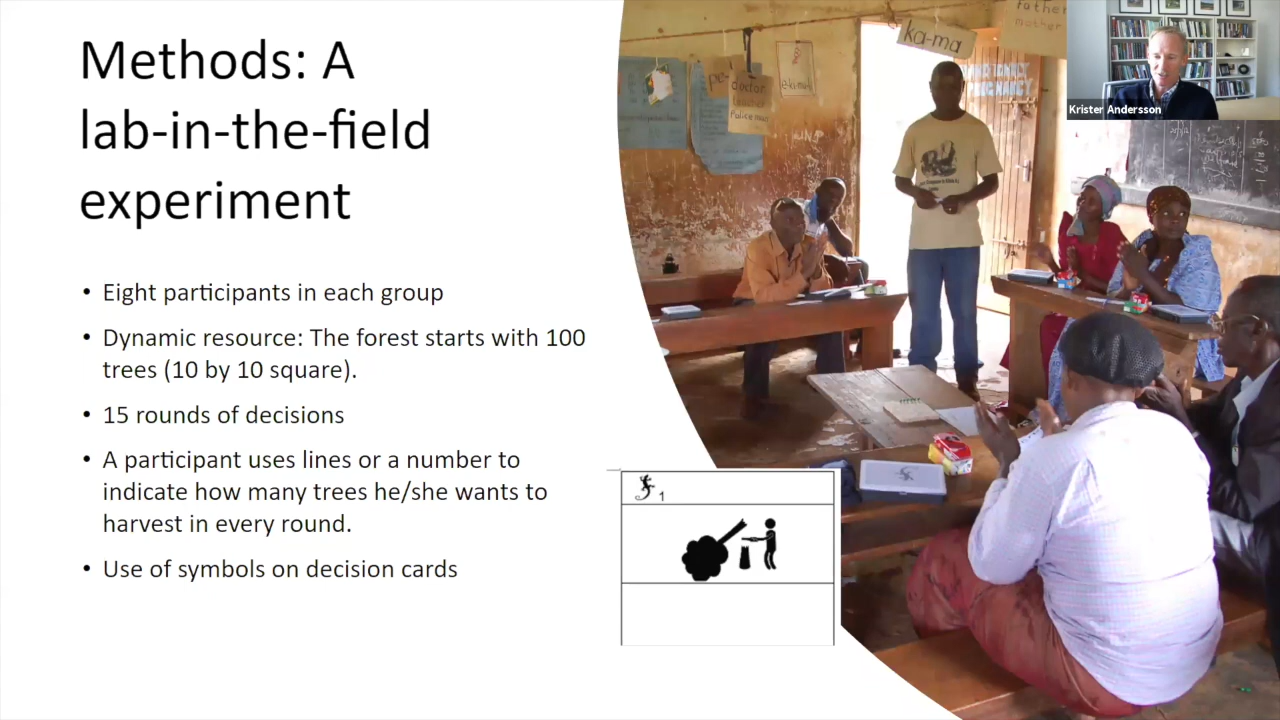 Methods: A
lab-in-the-field
experiment
• Eight participants in each group
• Dynamic resource: The forest starts with 100
trees (10 by 10 square).
• 15 rounds of decisions
• A participant uses lines or a number to
indicate how many trees he/she wants to
harvest in every round.
• Use of symbols on decision cards
1
ka-ma
father
mother
doctor
Police man
Krister Andersson